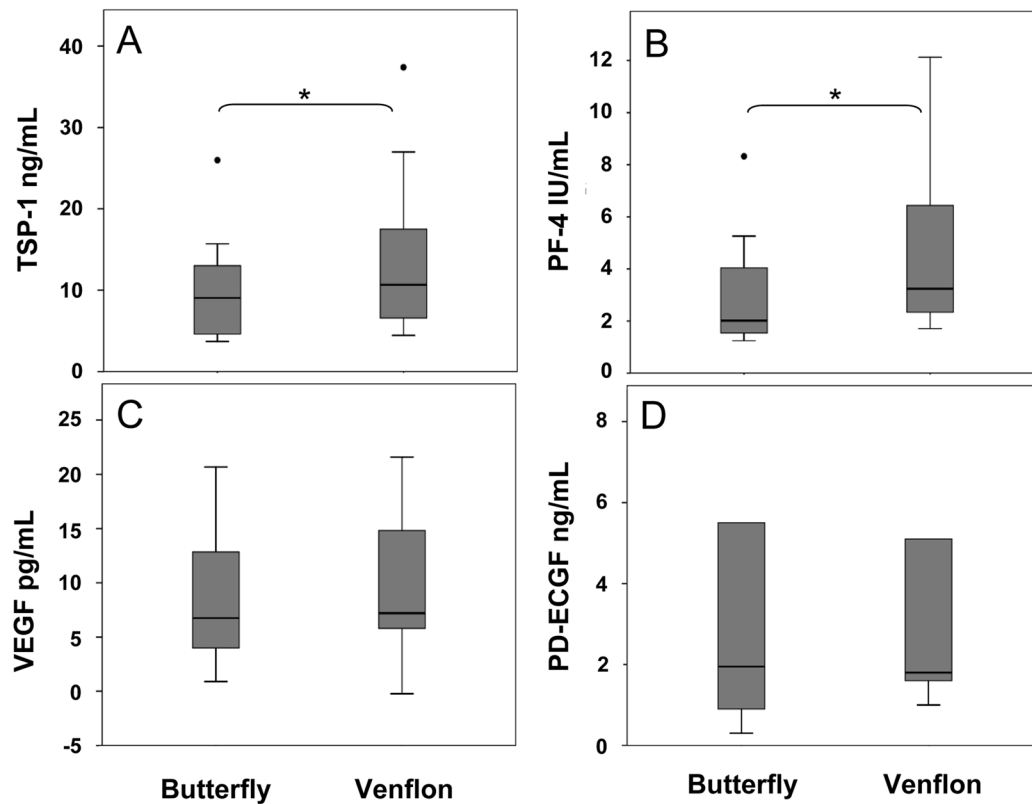 A
TSP-1 ng/mL
40
30
20
10
0
*
B
PF-4 IU/mL
12
10
8
6
4
2
0
*
C
VEGF pg/mL
25
20
15
10
5
0
-5
Butterfly Venflon
D
PD-ECGF ng/mL
8
6
4
2
0
Butterfly Venflon